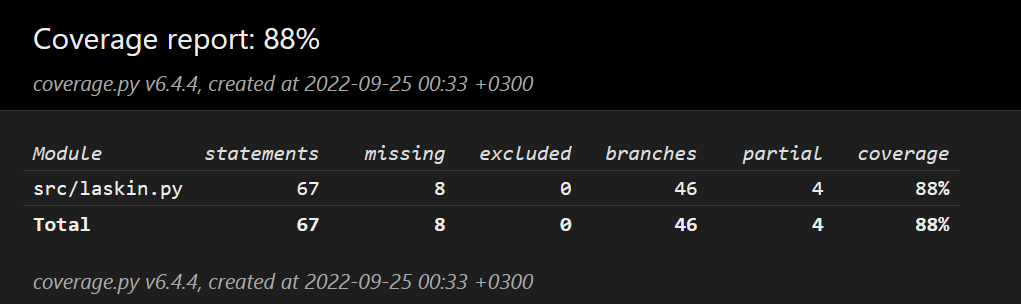 Coverage report: 88%
coverage.py v6.4.4, created at 2022-09-25 00:33 +0300
Module statements missing excluded branches partial coverage
src/laskin.py 67 8 0 46 4 88%
Total 67 8 0 46 4 88%
coverage.py v6.4.4, created at 2022-09-25 00:33 +0300